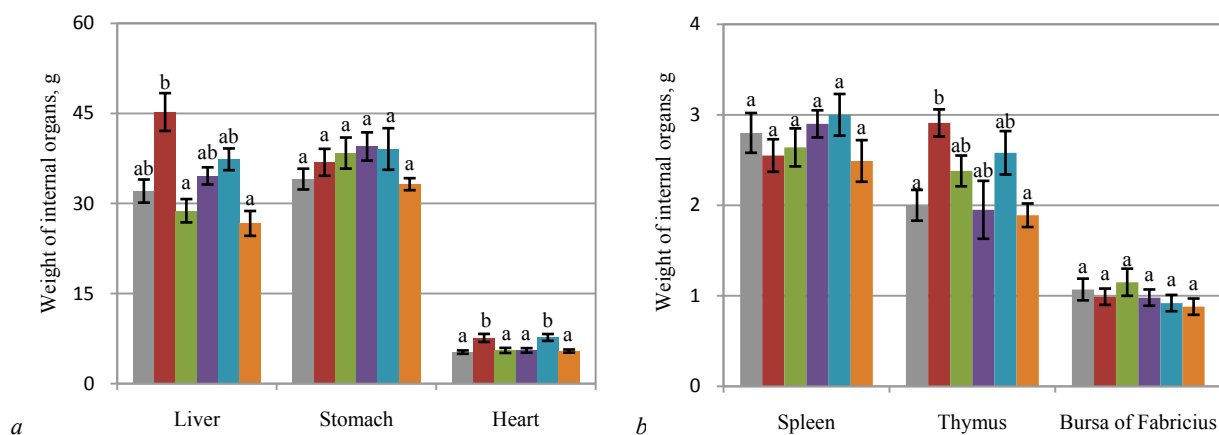 Weight of internal organs, g
60
45
30
15
0
ab
b
a
ab
ab
a
a
a
a
a
a
a
a
b
a
a
b
a
Liver
Stomach
Heart
a
Weight of internal organs, g
4
3
2
1
0
a
a
a
a
a
a
a
b
ab
ab
ab
a
a
a
a
a
a
a
Spleen
Thymus
Bursa of Fabricius
b